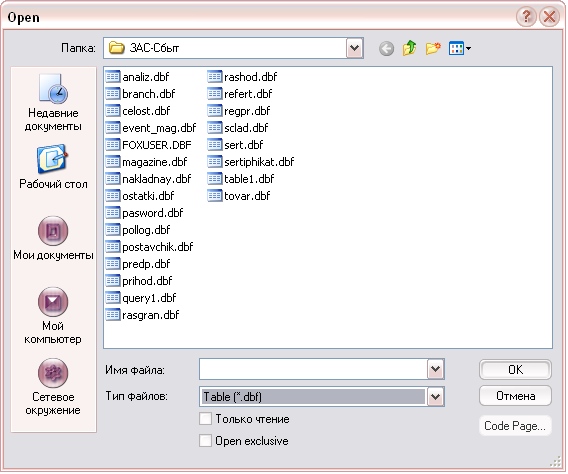 Open
Папка: ЗАС-Сбыт
Недавние
документы
Рабочий стол
Мои документы
Мой
компьютер
Сетевое
окружение
analiz.dbf
branch.dbf
celost.dbf
event_mag.dbf
FOXUSER.DBF
magazine.dbf
nakladnay.dbf
ostatki.dbf
pasword.dbf
pollog.dbf
postavchik.dbf
predp.dbf
prihod.dbf
query1.dbf
rasgran.dbf
rashod.dbf
refert.dbf
regpr.dbf
sclad.dbf
sert.dbf
sertiphikat.dbf
table1.dbf
tovar.dbf
Имя файла:
OK
Тип файлов: Table (*.dbf)
Отмена
Только чтение
Code Page...
Open exclusive